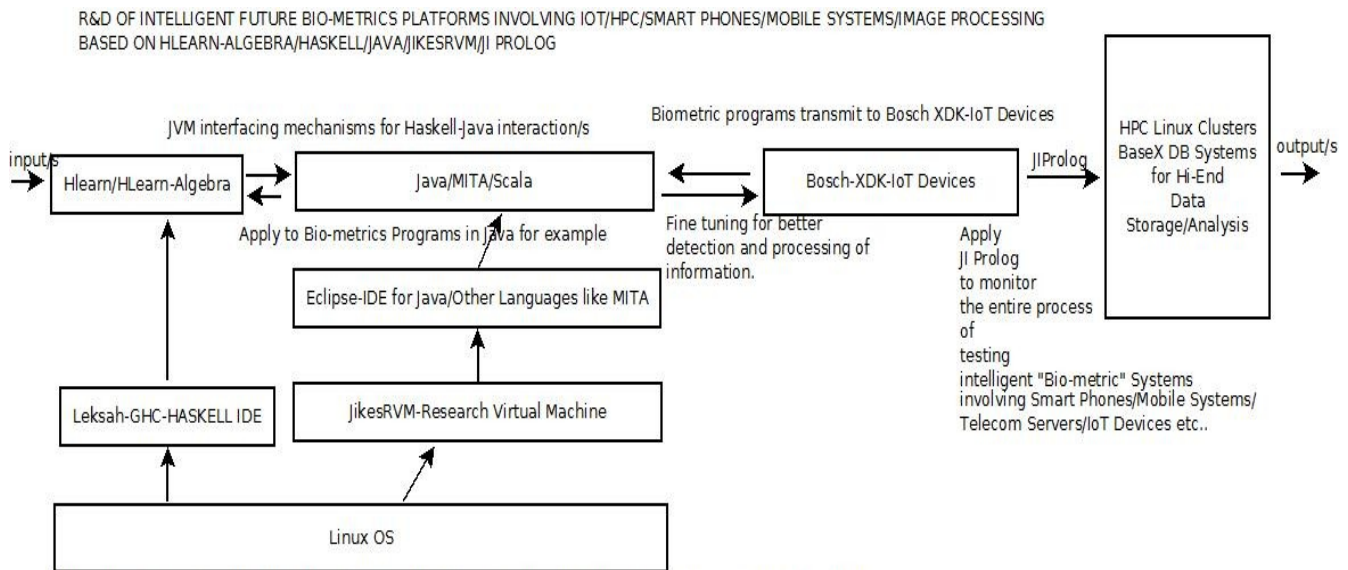 R&D OF INTELLIGENT FUTURE BIO-METRICS PLATFORMS INVOLVING IOT/HPC/SMART PHONES/MOBILE SYSTEMS/IMAGE PROCESSING
BASED ON HLEARN-ALGEBRA/HASKELL/JAVA/JIKESRVM/JI PROLOG
JVM interfacing mechanisms for Haskell-Java interaction/s
Biometric programs transmit to Bosch XDK-IoT Devices
input/s
Hlearn/HLearn-Algebra
Java/MITA/Scala
Bosch-XDK-IoT Devices
JIProlog
HPC Linux Clusters
BaseX DB Systems
for Hi-End
Data
Storage/Analysis
output/s
Apply to Bio-metrics Programs in Java for example
Fine tuning for better
detection and processing of
information.
Apply
JI Prolog
to monitor
the entire process
of
testing
intelligent "Bio-metric" Systems
involving Smart Phones/Mobile Systems/
Telecom Servers/IoT Devices etc..
Eclipse-IDE for Java/Other Languages like MITA
Leksah-GHC-HASKELL IDE
JikesRVM-Research Virtual Machine
Linux OS